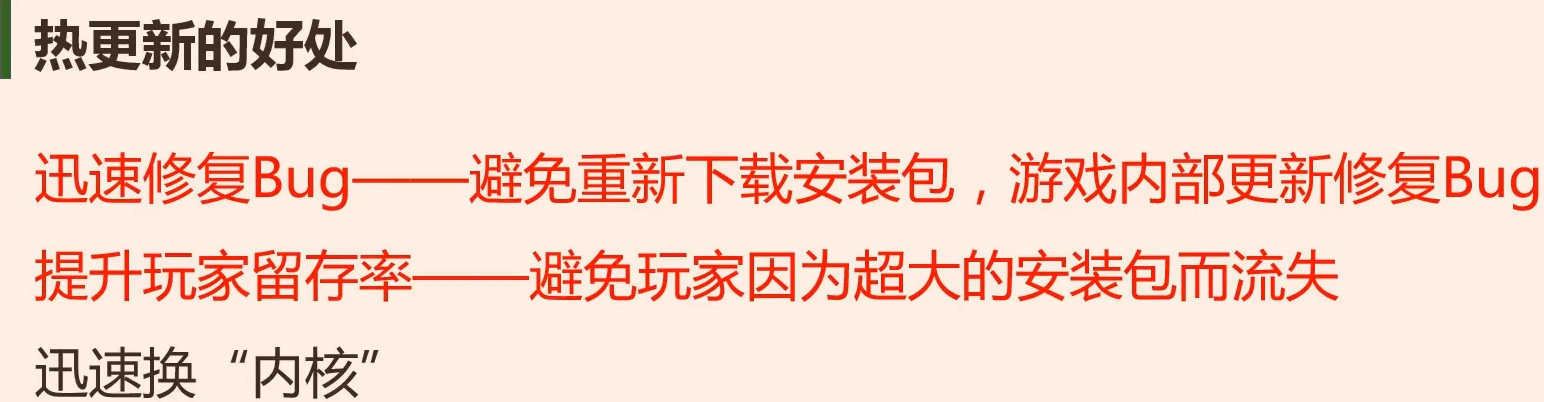 热更新的好处
迅速修复Bug——避免重新下载安装包，游戏内部更新修复Bug
提升玩家留存率——避免玩家因为超大的安装包而流失
迅速换“内核”